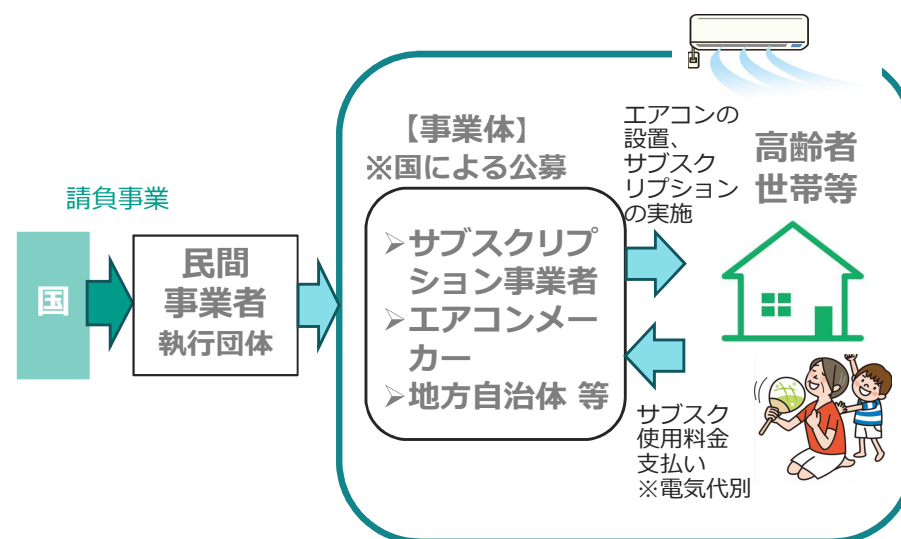 請負事業
国
民間
事業者
執行団体
【事業体】
※国による公募
➢サブスクリプ
ション事業者
➢エアコンメー
カー
➢地方自治体 等
エアコンの
設置、
サブスク
リプション
の実施
高齢者
世帯等
サブスク
使用料金
支払い
※電気代別